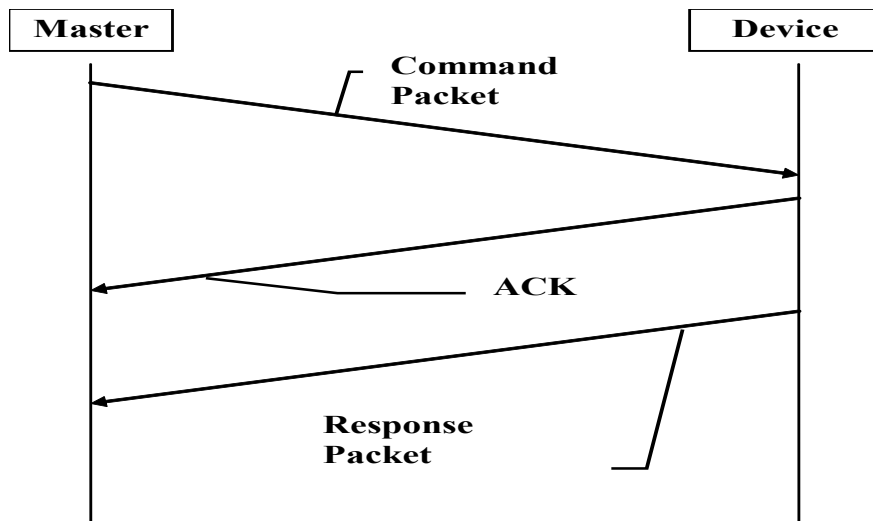 Master
Device
Command
Packet
ACK
Response
Packet